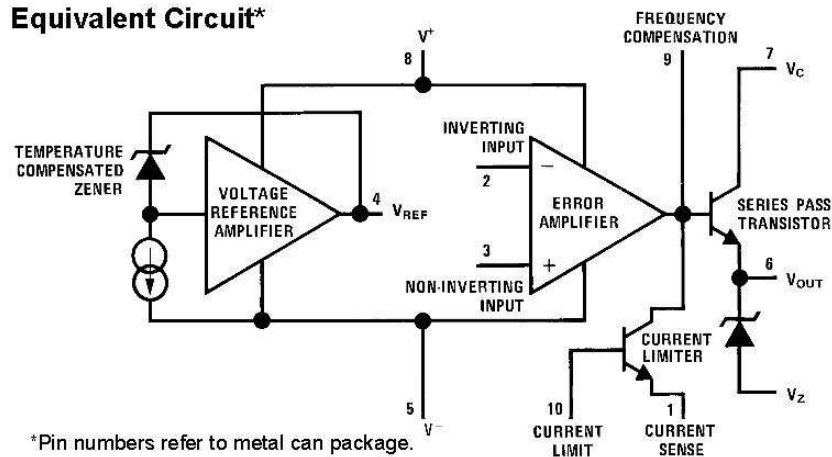 Equivalent Circuit*
FREQUENCY
COMPENSATION
V+
8
9
7
VC
TEMPERATURE
COMPENSATED
ZENER
VOLTAGE
REFERENCE
AMPLIFIER
4
VREF
INVERTING
INPUT
2
−
ERROR
AMPLIFIER
3
+
NON-INVERTING
INPUT
SERIES PASS
TRANSISTOR
6
VOUT
CURRENT
LIMITER
VZ
5
V−
10
1
CURRENT
LIMIT
CURRENT
SENSE
*Pin numbers refer to metal can package.